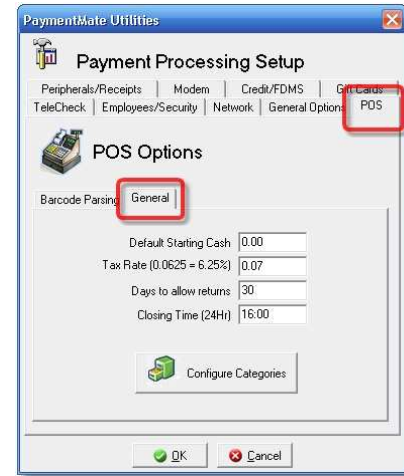 PaymentMate Utilities
Payment Processing Setup
Peripherals/Receipts Modem Credit/FDMS Gift Cards
TeleCheck Employees/Security Network General Options POS
POS Options
Barcode Parsing General
Default Starting Cash 0.00
Tax Rate (0.0625 = 6.25%) 0.07
Days to allow returns 30
Closing Time (24Hr) 16:00
Configure Categories
OK Cancel